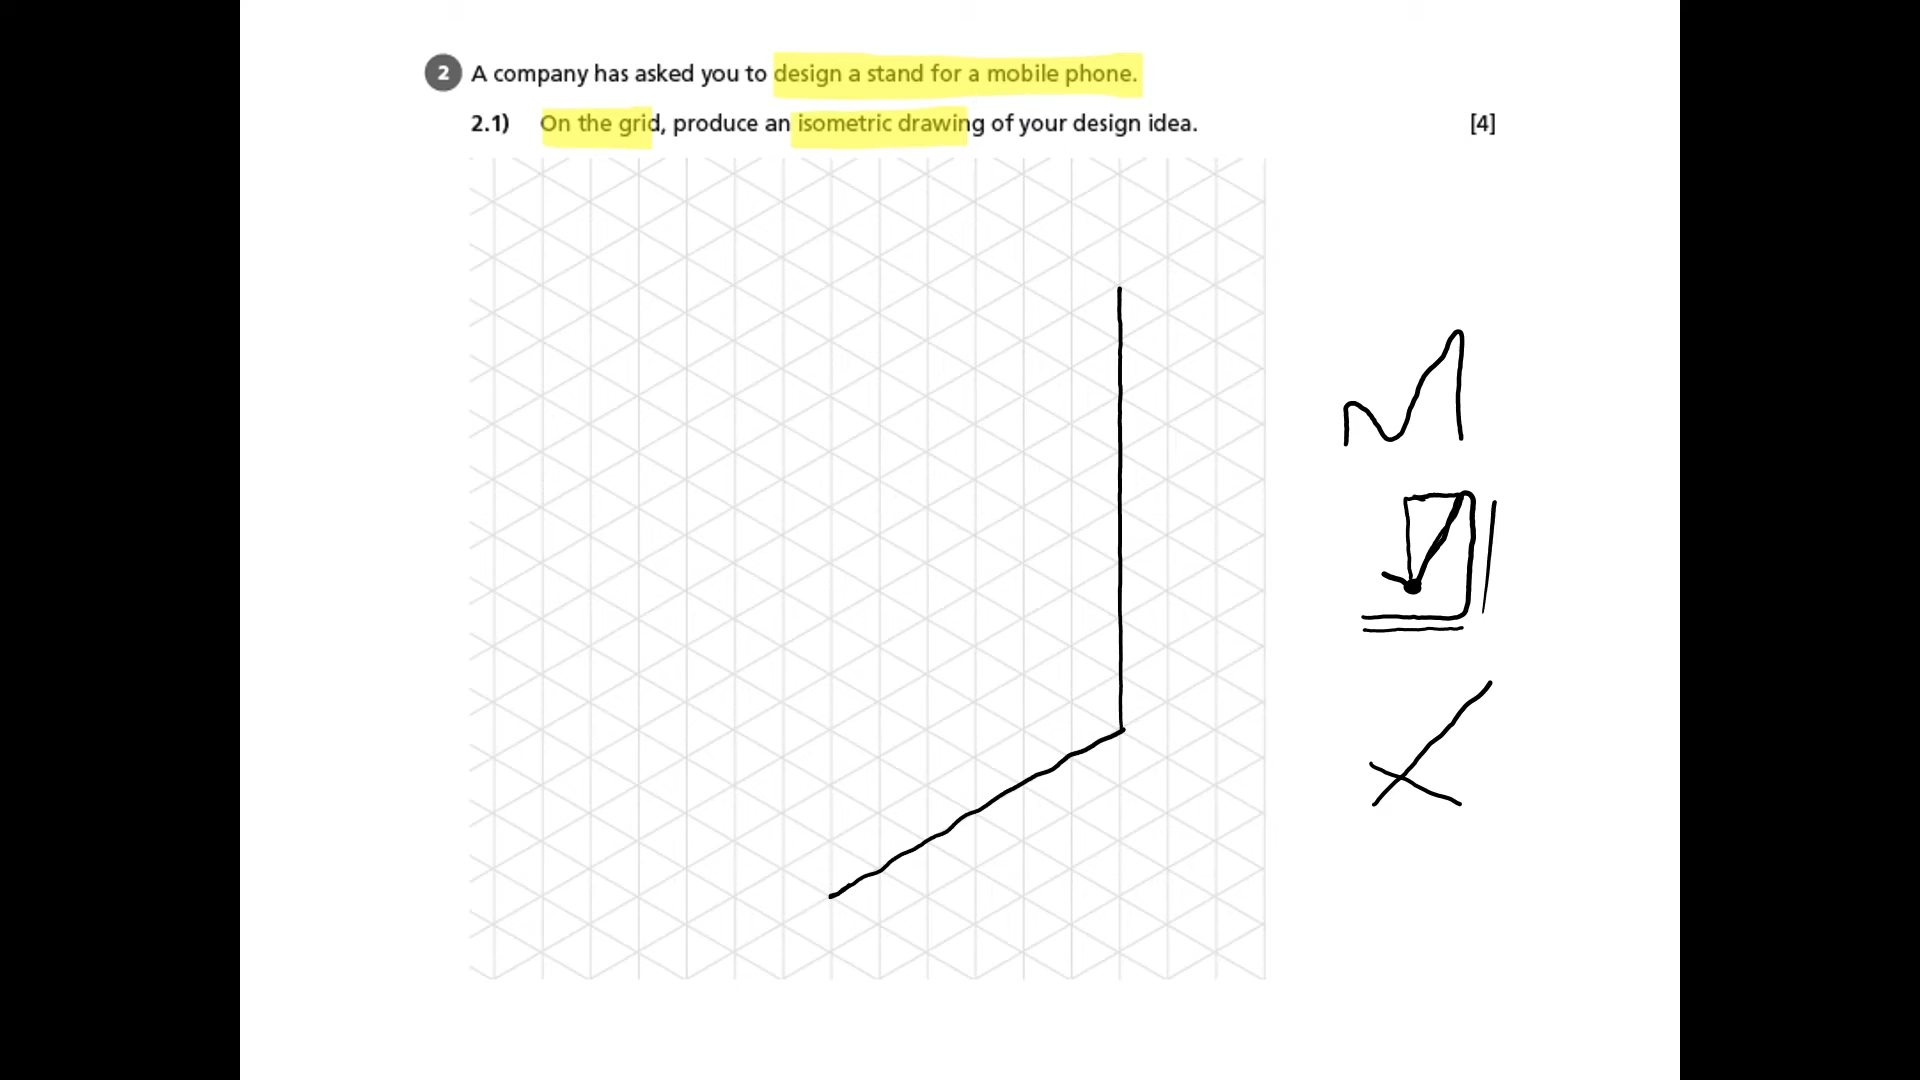 2 A company has asked you to design a stand for a mobile phone.
2.1) On the grid, produce an isometric drawing of your design idea. [4]